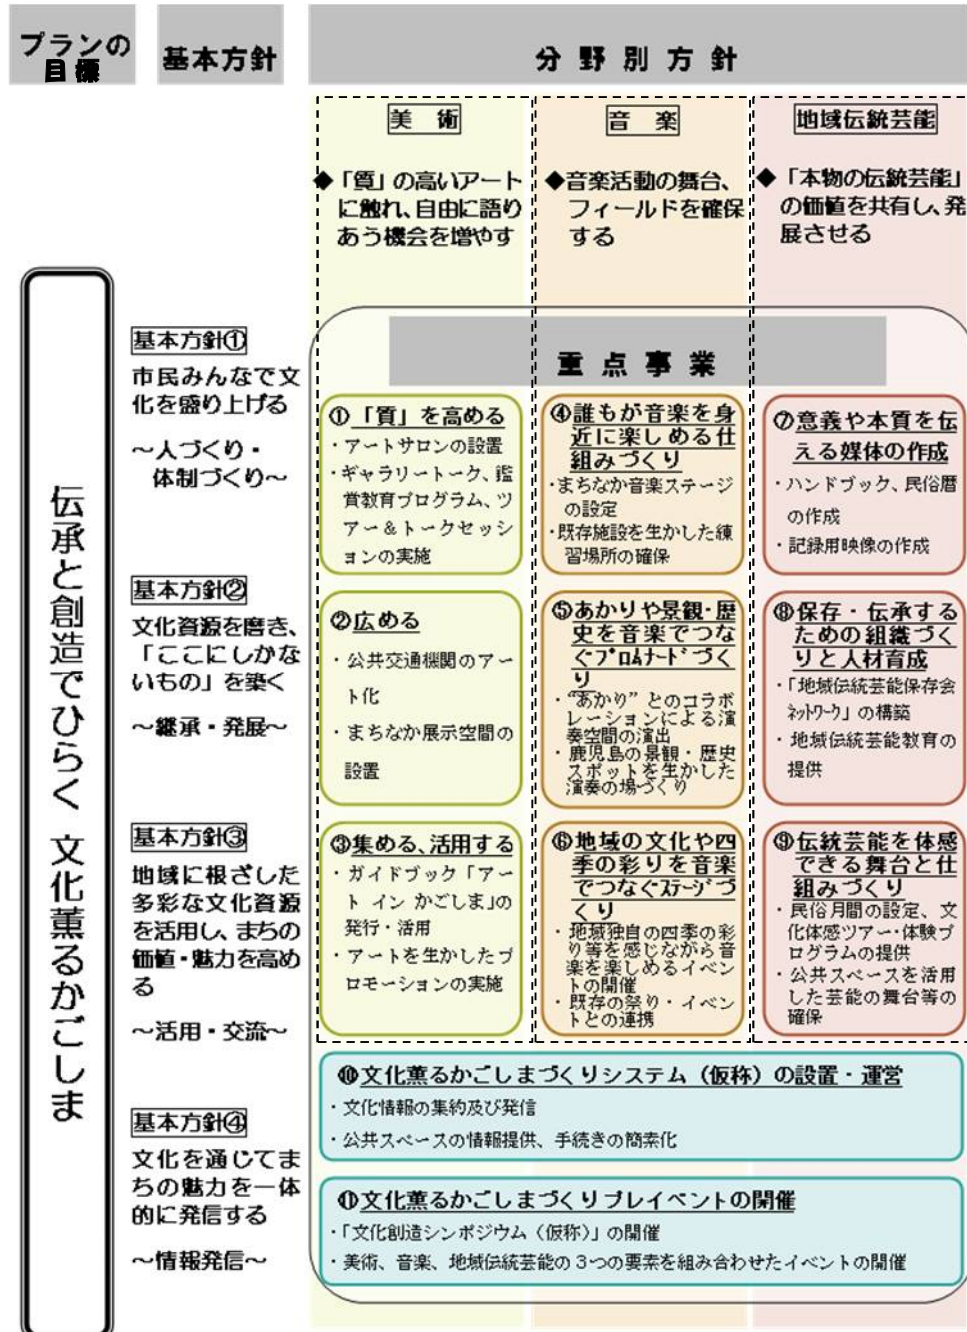 プランの
目標
基本方針
分野別方針
美術
◆「質」の高いアート
に触れ、自由に語り
あう機会を増やす
音楽
◆音楽活動の舞台、
フィールドを確保
する
地域伝統芸能
◆「本物の伝統芸能」
の価値を共有し、発
展させる
伝承と創造でひらく 文化薫るかごしま
基本方針①
市民みんなで文
化を盛り上げる
～人づくり・
体制づくり～
基本方針②
文化資源を磨き、
「ここにしかな
いもの」を築く
～継承・発展～
基本方針③
地域に根ざした
多彩な文化資源
を活用し、まちの
価値・魅力を高め
る
～活用・交流～
基本方針④
文化を通じてま
ちの魅力を一体
的に発信する
～情報発信～
重点事業
①「質」を高める
・アートサロンの設置
・ギャラリートーク、鑑
賞教育プログラム、ツ
アー＆トークセッシ
ョンの実施
②広める
・公共交通機関のアー
ト化
・まちなか展示空間の
設置
③集める、活用する
・ガイドブック「アー
ト イン かごしま」の
発行・活用
・アートを生かしたプ
ロモーションの実施
④誰もが音楽を身
近に楽しめる仕
組みづくり
・まちなか音楽ステージ
の設定
・既存施設を生かした練
習場所の確保
⑤あかりや景観・歴
史を音楽でつな
ぐプロムナードづく
り
・“あかり”とのコラボ
レーションによる演
奏空間の演出
・鹿児島の景観・歴史
スポットを生かした
演奏の場づくり
⑥地域の文化や四
季の彩りを音楽
でつなぐステージづ
くり
・地域独自の四季の彩
り等を感じながら音
楽を楽しめるイベン
トの開催
・既存の祭り・イベン
トとの連携
⑦意義や本質を伝
える媒体の作成
・ハンドブック、民俗暦
の作成
・記録用映像の作成
⑧保存・伝承する
ための組織づく
りと人材育成
・「地域伝統芸能保存会
ネットワーク」の構築
・地域伝統芸能教育の
提供
⑨伝統芸能を体感
できる舞台と仕
組みづくり
・民俗月間の設定、文
化体感ツアー・体験プ
ログラムの提供
・公共スペースを活用
した芸能の舞台等の
確保
⑩文化薫るかごしまづくりシステム（仮称）の設置・運営
・文化情報の集約及び発信
・公共スペースの情報提供、手続きの簡素化
⑪文化薫るかごしまづくりプレイベントの開催
・「文化創造シンポジウム（仮称）」の開催
・美術、音楽、地域伝統芸能の３つの要素を組み合わせたイベントの開催